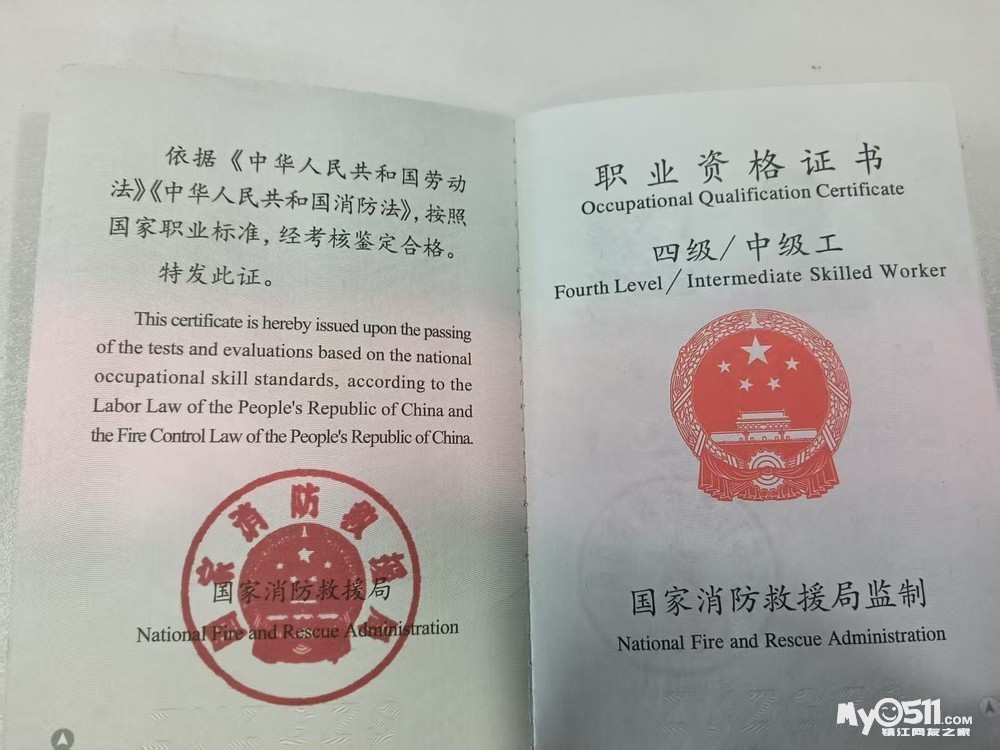 依据《中华人民共和国劳动
法》《中华人民共和国消防法》，按照
国家职业标准，经考核鉴定合格。
特发此证。
This certificate is hereby issued upon the passing
of the tests and evaluations based on the national
occupational skill standards, according to the
Labor Law of the People's Republic of China and
the Fire Control Law of the People's Republic of China.
国家消防救援局
国家消防救援局
National Fire and Rescue Administration
职业资格证书
Occupational Qualification Certificate
四级/中级工
Fourth Level/Intermediate Skilled Worker
国家消防救援局监制
National Fire and Rescue Administration
My0511.com
镇江网友之家